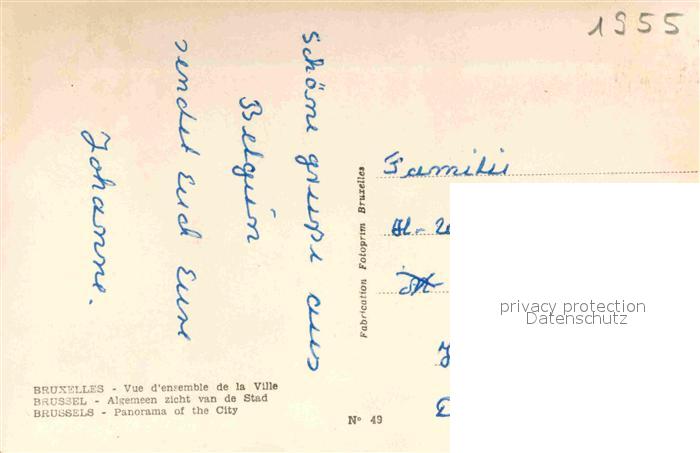 1955
Schöne grüße aus
Belgien
sendet Euch Eure
Johanne.
Fabrication Fotoprim Bruxelles
Familie
H.
privacy protection
Datenschutz
BRUXELLES - Vue d'ensemble de la Ville
BRUSSEL - Algemeen zicht van de Stad
BRUSSELS - Panorama of the City
N° 49